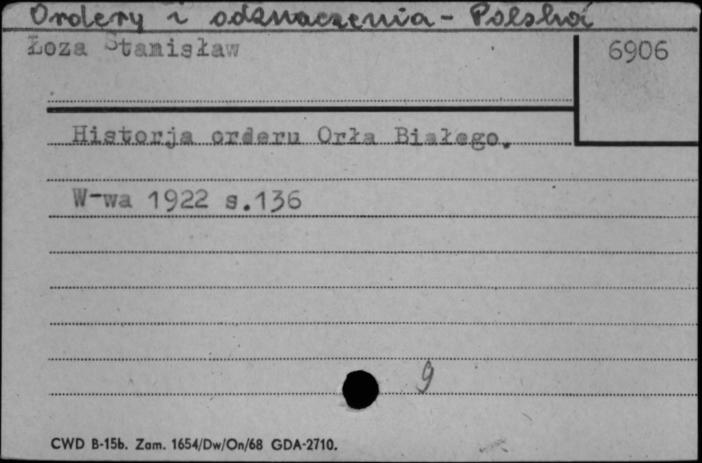 Ordery i odznaczenia - Polska
Łoza Stanisław
6906
Historja orderu Orła Białego.
W-wa 1922 s.136
9
CWD B-15b. Zam. 1654/Dw/On/68 GDA-2710.